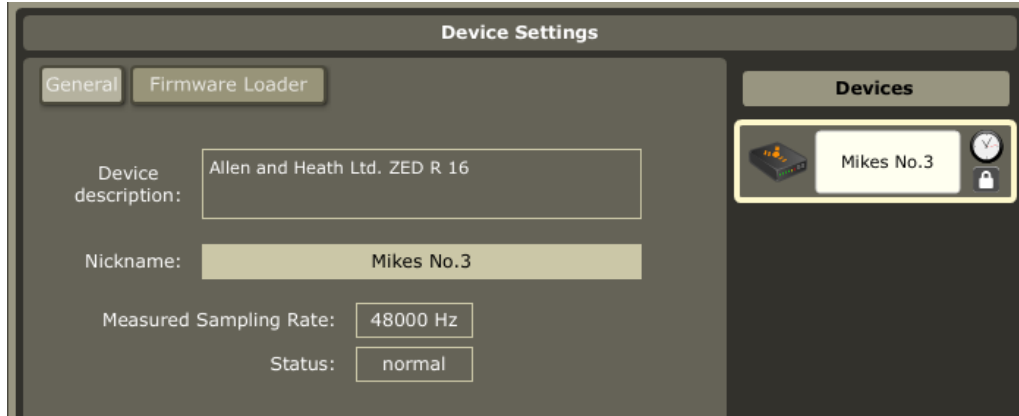 Device Settings
General
Firmware Loader
Device
description:
Allen and Heath Ltd. ZED R 16
Nickname:
Mikes No.3
Measured Sampling Rate:
48000 Hz
Status:
normal
Devices
Mikes No.3